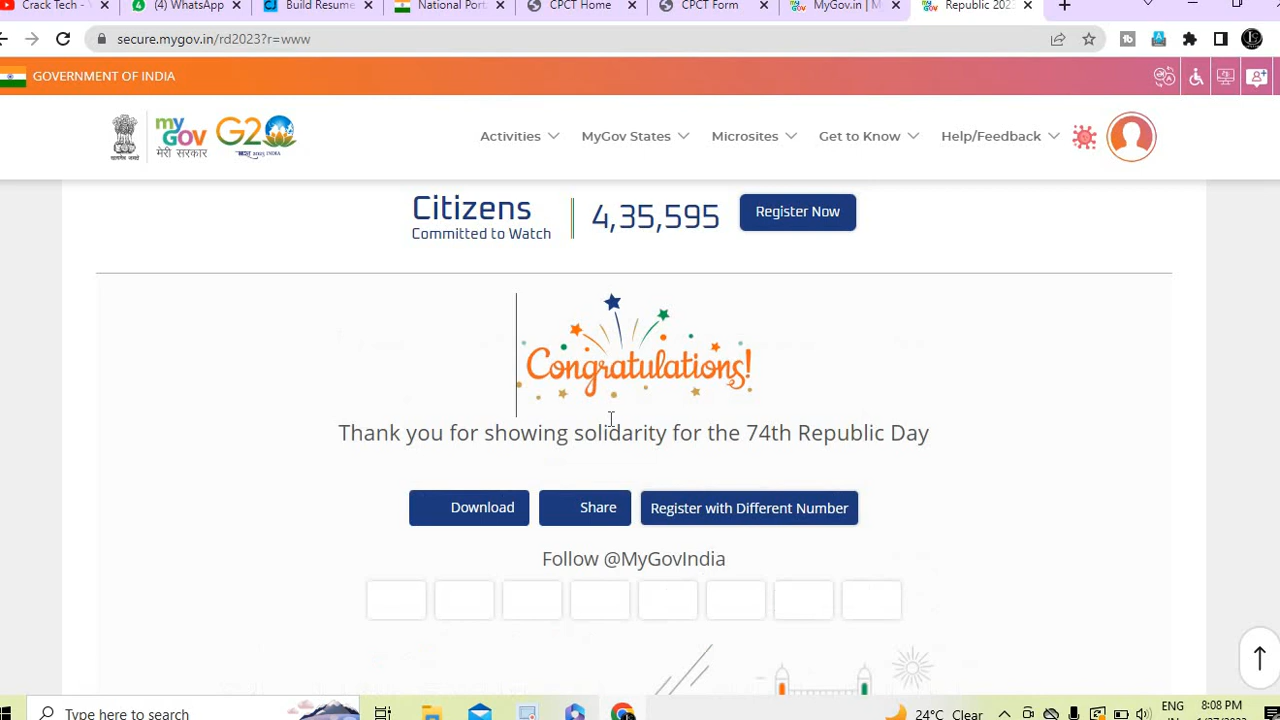 Crack Tech -
(4) WhatsApp
Build Resume
National Port
CPCT Home
CPCT Form
MyGov.in | M
Republic 202
secure.mygov.in/rd2023?r=www
GOVERNMENT OF INDIA
my Gov
मेरी सरकार
G20
Activities
MyGov States
Microsites
Get to Know
Help/Feedback
Citizens
Committed to Watch
4,35,595
Register Now
Congratulations!
Thank you for showing solidarity for the 74th Republic Day
Download
Share
Register with Different Number
Follow @MyGovIndia
Type here to search
24°C Clear
ENG
8:08 PM